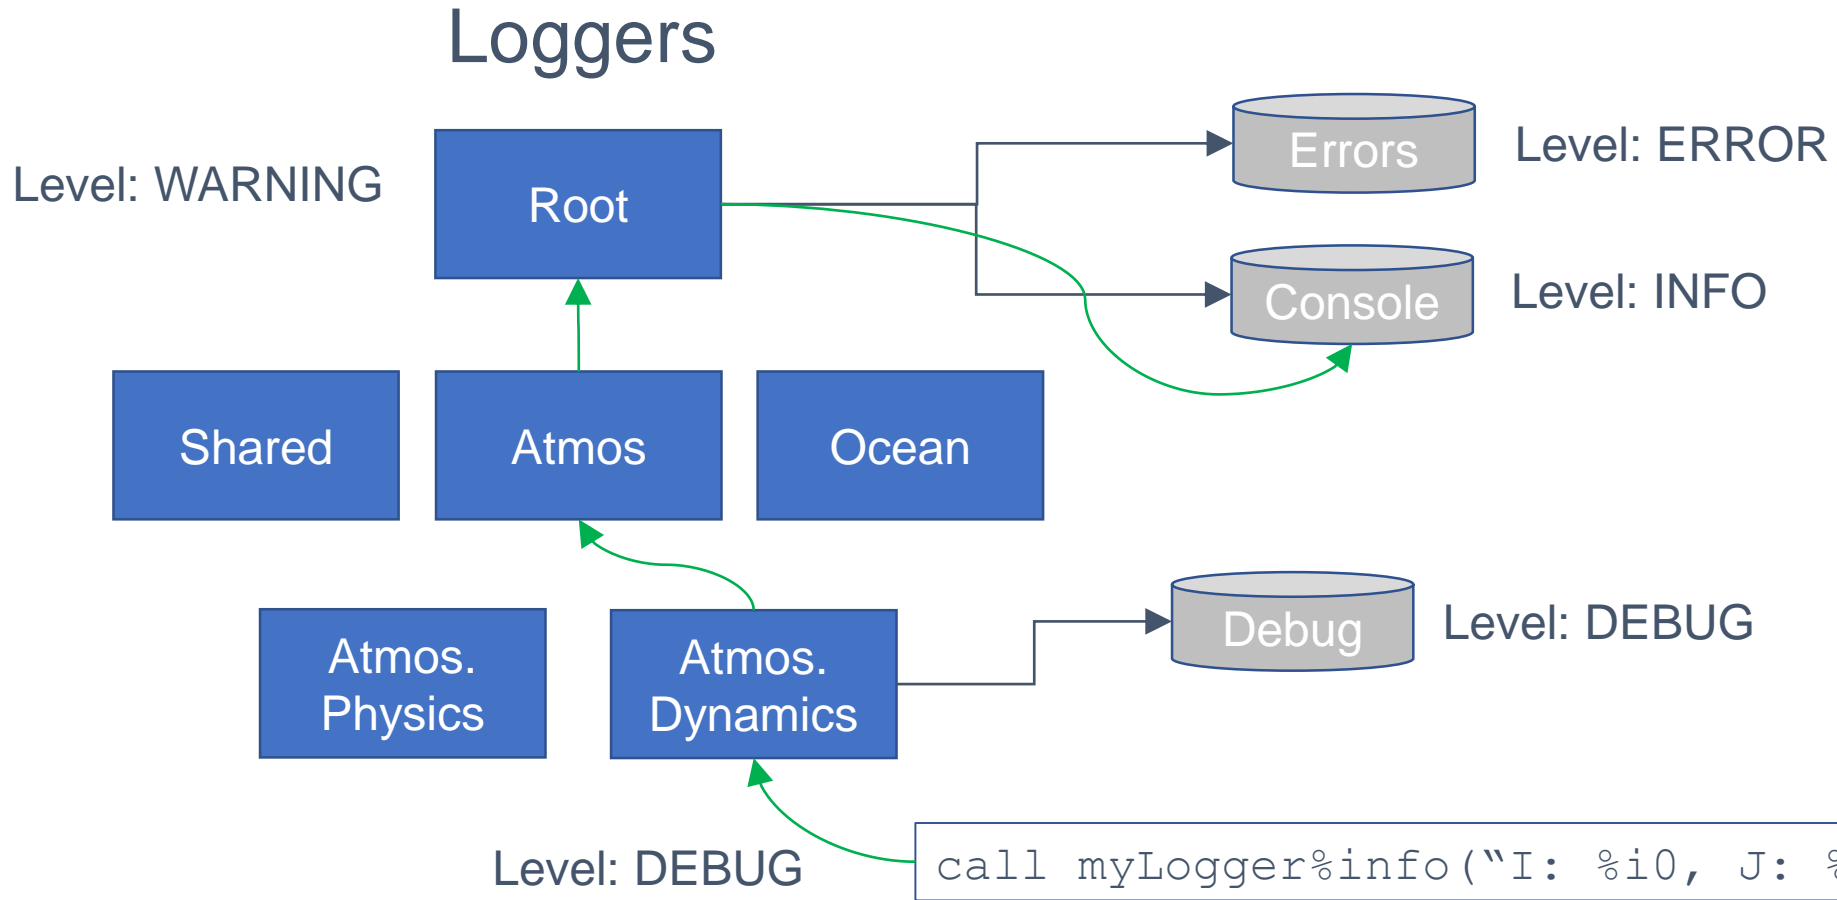 Loggers
Level: WARNING
Root
Errors
Level: ERROR
Console
Level: INFO
Shared
Atmos
Ocean
Atmos.
Physics
Atmos.
Dynamics
Debug
Level: DEBUG
Level: DEBUG
call myLogger%info(“I: %i0, J: %